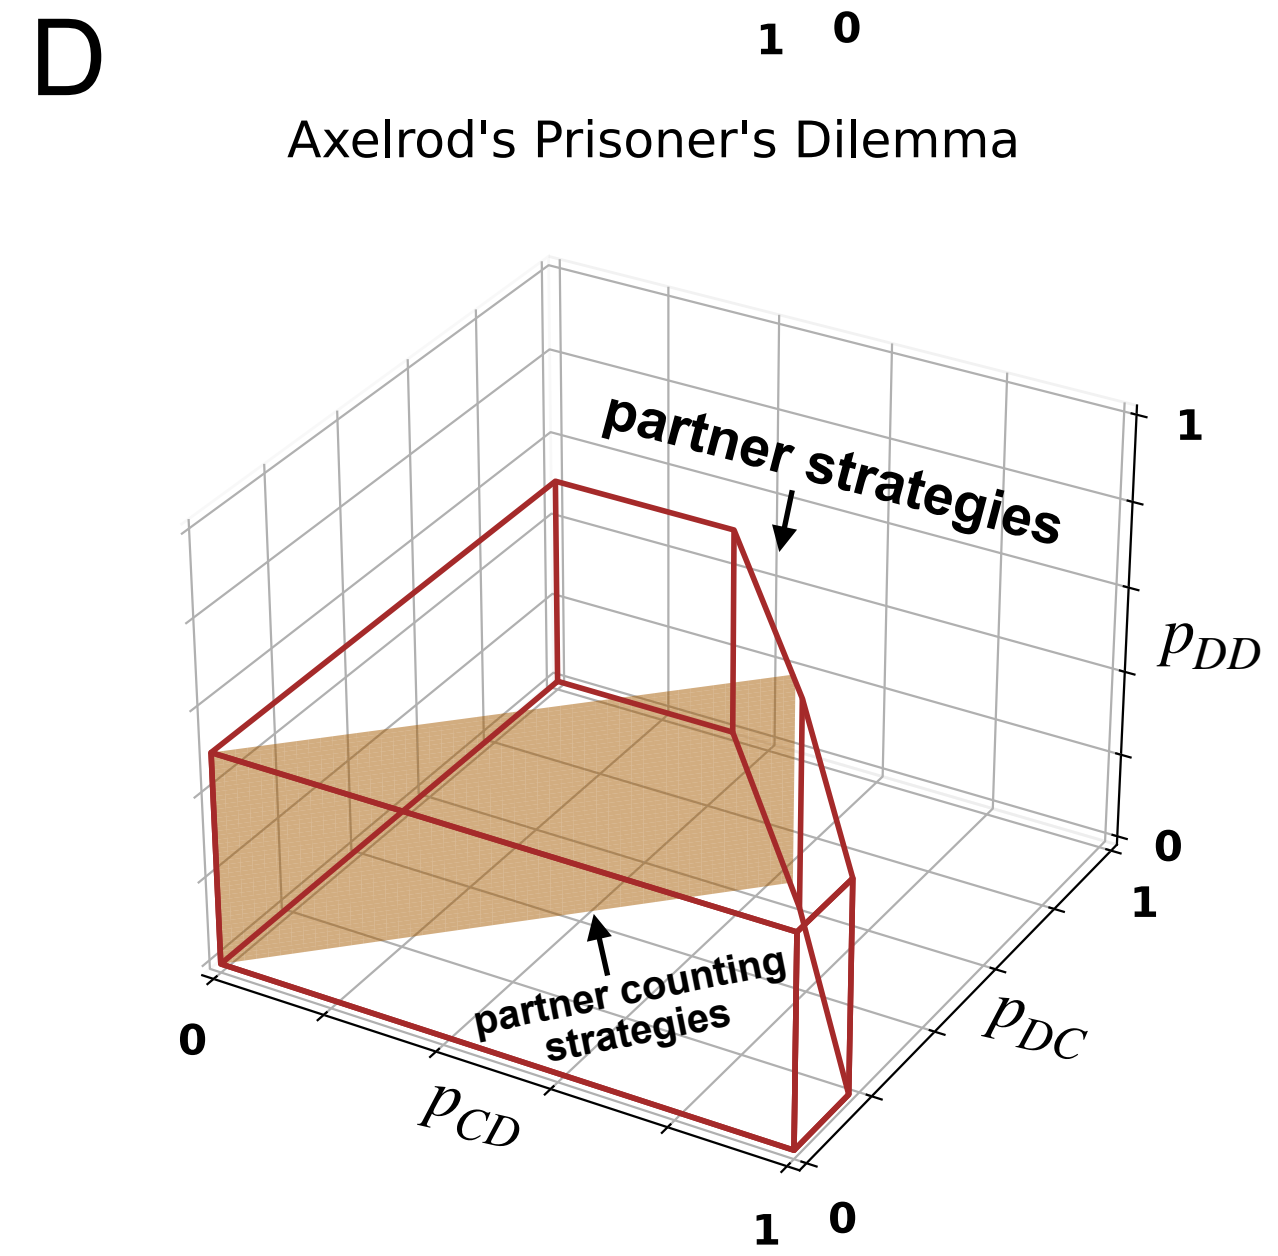 D
1 0
Axelrod's Prisoner's Dilemma
partner strategies
1
p_DD
0
1
partner counting
strategies
p_DC
0
p_CD
1 0